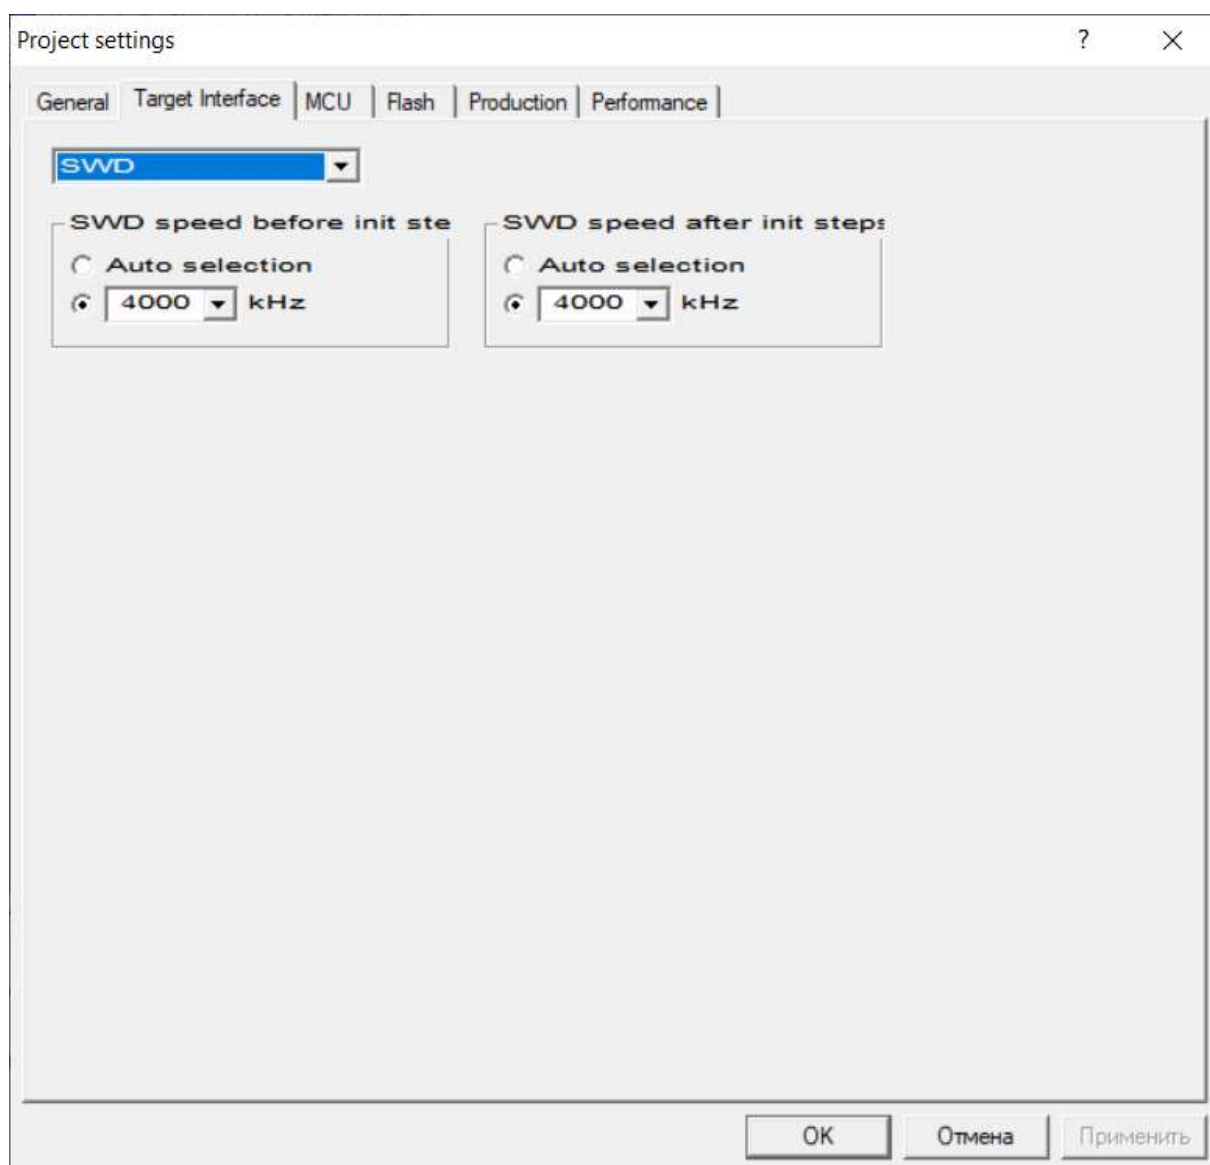 Project settings ?
General Target Interface MCU Flash Production Performance
SWD
SWD speed before init ste SWD speed after init steps
Auto selection Auto selection
4000 kHz 4000 kHz
OK Отмена Применить